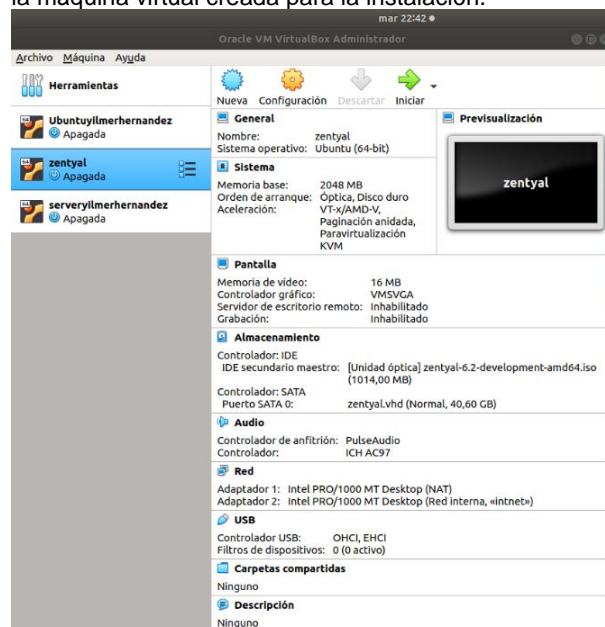 la máquina virtual creada para la instalación.
mar 22:42
Oracle VM VirtualBox Administrador
Archivo Máquina Ayuda
Herramientas
Ubuntuyilmerhernandez
Apagada
zentyal
Apagada
serveryilmerhernandez
Apagada
Nueva Configuración Descartar Iniciar
General
Nombre: zentyal
Sistema operativo: Ubuntu (64-bit)
Previsualización
zentyal
Sistema
Memoria base: 2048 MB
Orden de arranque: Óptica, Disco duro
Aceleración: VT-x/AMD-V,
Paginación anidada,
Paravirtualización
KVM
Pantalla
Memoria de vídeo: 16 MB
Controlador gráfico: VMSVGA
Servidor de escritorio remoto: Inhabilitado
Grabación: Inhabilitado
Almacenamiento
Controlador: IDE
IDE secundario maestro: [Unidad óptica] zentyal-6.2-development-amd64.iso
(1014,00 MB)
Controlador: SATA
Puerto SATA 0: zentyal.vhd (Normal, 40,60 GB)
Audio
Controlador de anfitrión: PulseAudio
Controlador: ICH AC97
Red
Adaptador 1: Intel PRO/1000 MT Desktop (NAT)
Adaptador 2: Intel PRO/1000 MT Desktop (Red interna, «intnet»)
USB
Controlador USB: OHCI, EHCI
Filtros de dispositivos: 0 (0 activo)
Carpetas compartidas
Ninguno
Descripción
Ninguno